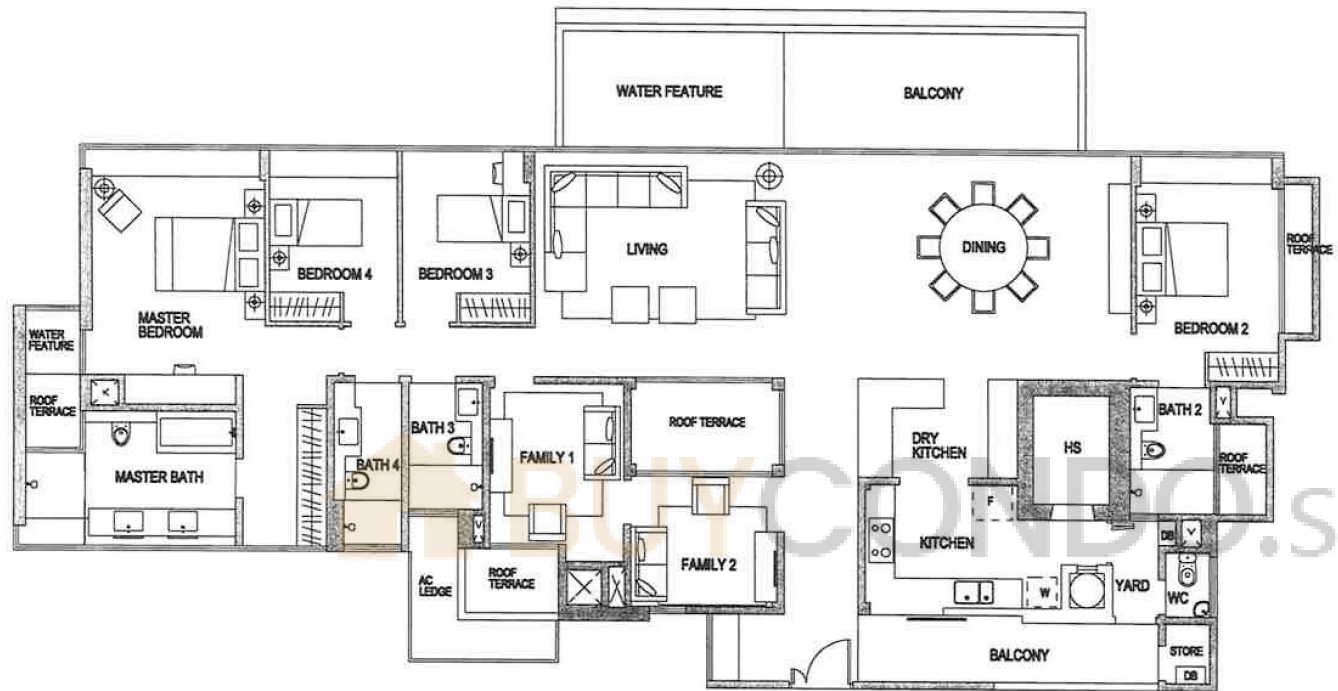 WATER FEATURE
BALCONY
LIVING
DINING
ROOF
TERRACE
BEDROOM 4
BEDROOM 3
MASTER
BEDROOM
BEDROOM 2
WATER
FEATURE
ROOF
TERRACE
BATH 3
BATH 2
V
FAMILY 1
ROOF TERRACE
DRY
KITCHEN
HS
BATH 4
ROOF
TERRACE
MASTER BATH
BUYCONDO.S
F
V
KITCHEN
DB
V
FAMILY 2
AC
LEDGE
ROOF
TERRACE
W
YARD
WC
BALCONY
STORE
DB